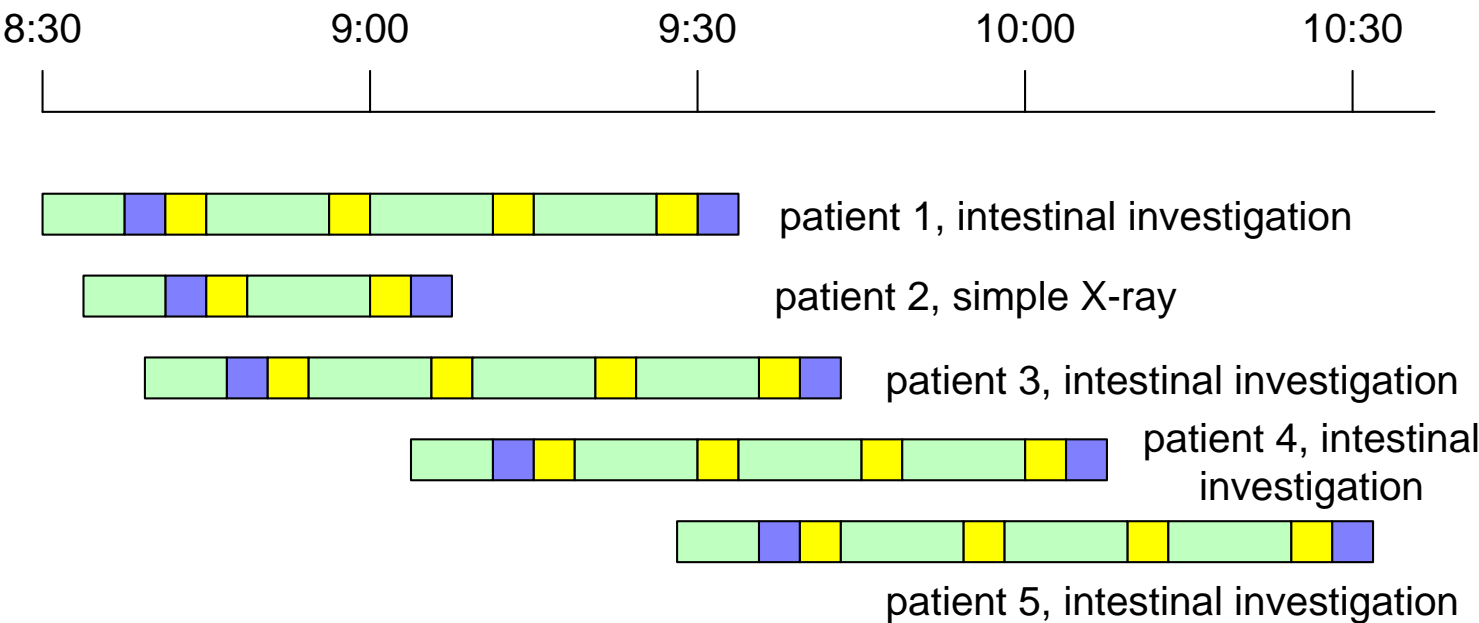 8:30 9:00 9:30 10:00 10:30
patient 1, intestinal investigation
patient 2, simple X-ray
patient 3, intestinal investigation
patient 4, intestinal
investigation
patient 5, intestinal investigation